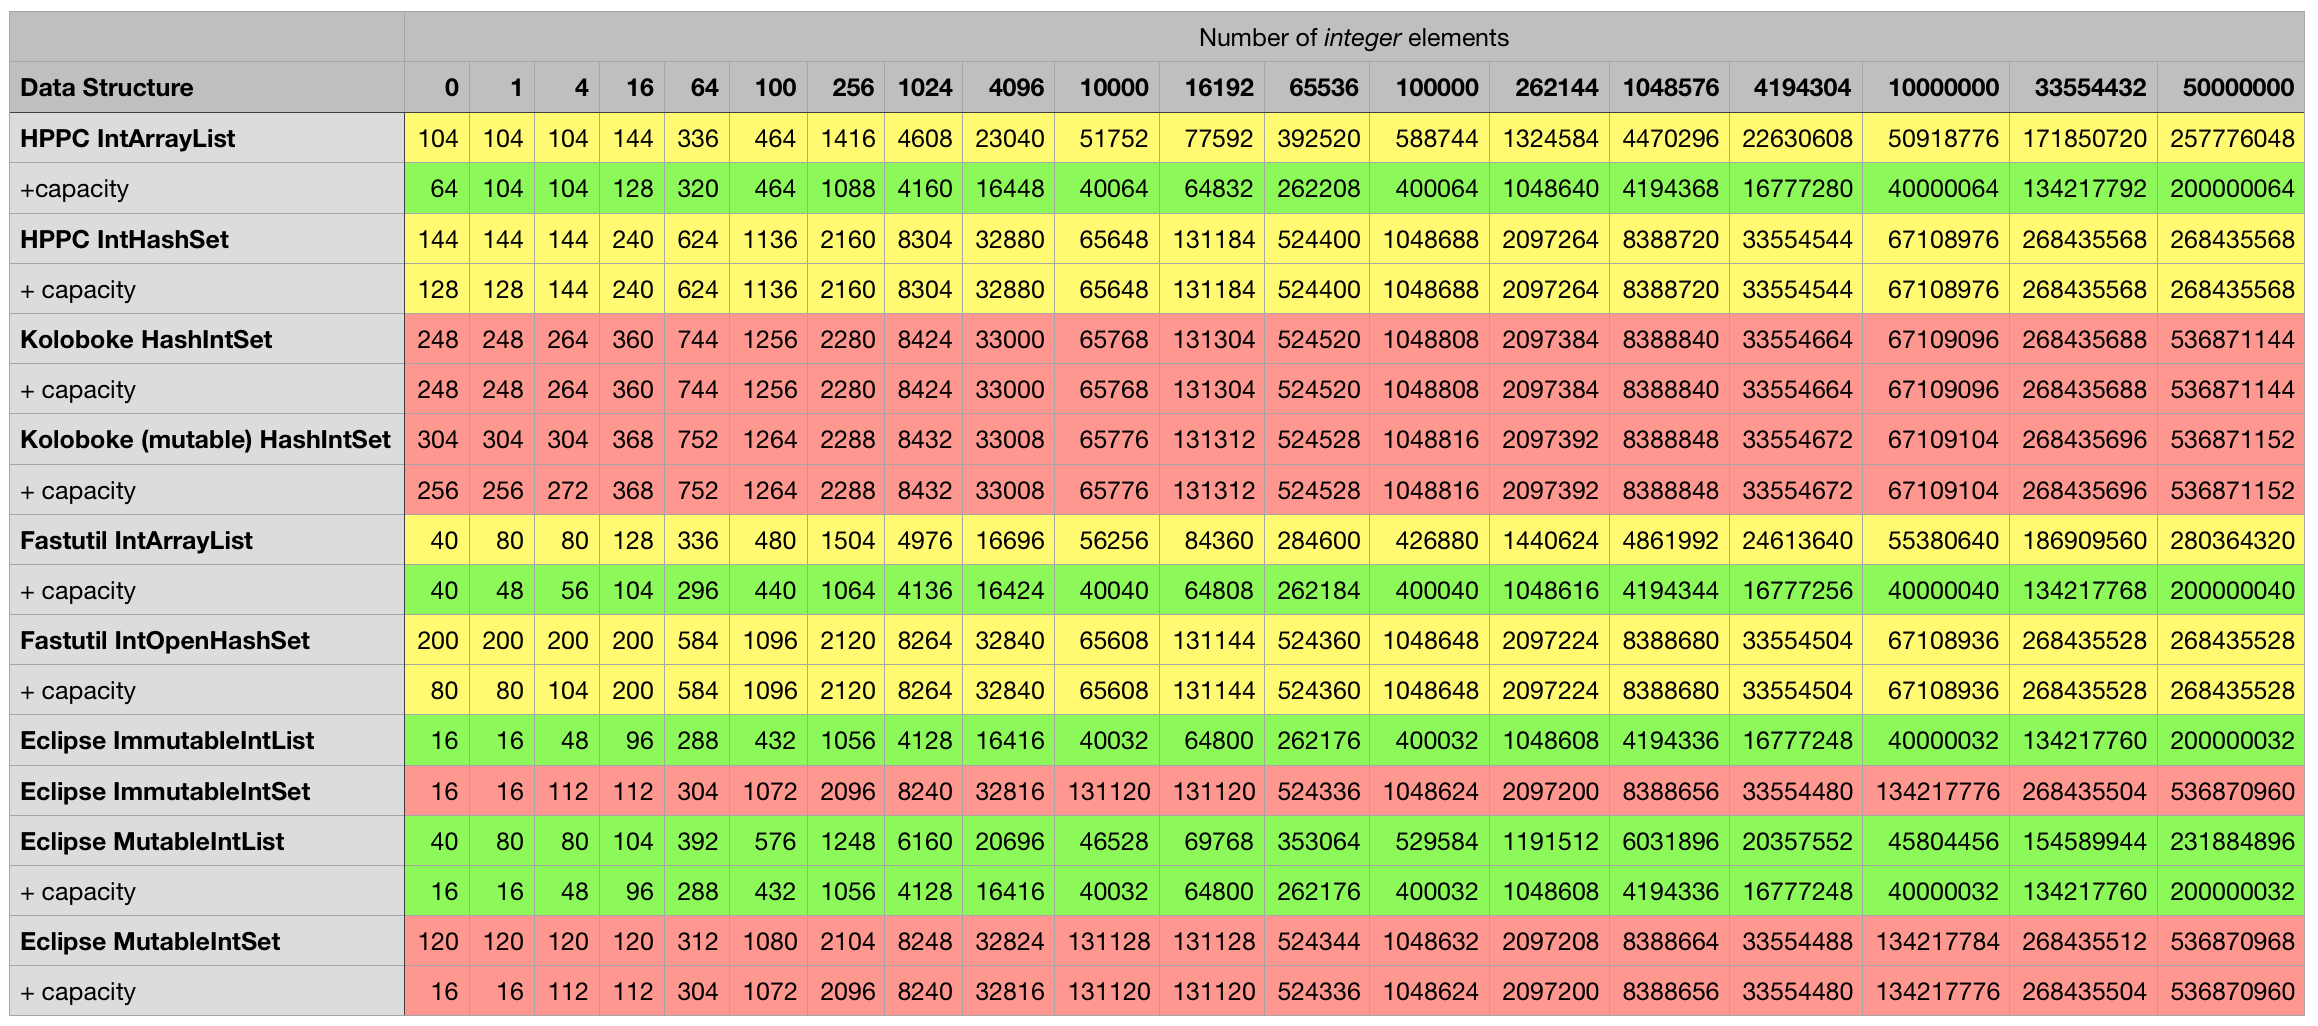 Number of integer elements
Data Structure 0 1 4 16 64 100 256 1024 4096 10000 16192 65536 100000 262144 1048576 4194304 10000000 33554432 50000000
HPPC IntArrayList 104 104 104 144 336 464 1416 4608 23040 51752 77592 392520 588744 1324584 4470296 22630608 50918776 171850720 257776048
+capacity 64 104 104 128 320 464 1088 4160 16448 40064 64832 262208 400064 1048640 4194368 16777280 40000064 134217792 200000064
HPPC IntHashSet 144 144 144 240 624 1136 2160 8304 32880 65648 131184 524400 1048688 2097264 8388720 33554544 67108976 268435568 268435568
+ capacity 128 128 144 240 624 1136 2160 8304 32880 65648 131184 524400 1048688 2097264 8388720 33554544 67108976 268435568 268435568
Koloboke HashIntSet 248 248 264 360 744 1256 2280 8424 33000 65768 131304 524520 1048808 2097384 8388840 33554664 67109096 268435688 536871144
+ capacity 248 248 264 360 744 1256 2280 8424 33000 65768 131304 524520 1048808 2097384 8388840 33554664 67109096 268435688 536871144
Koloboke (mutable) HashIntSet 304 304 304 368 752 1264 2288 8432 33008 65776 131312 524528 1048816 2097392 8388848 33554672 67109104 268435696 536871152
+ capacity 256 256 272 368 752 1264 2288 8432 33008 65776 131312 524528 1048816 2097392 8388848 33554672 67109104 268435696 536871152
Fastutil IntArrayList 40 80 80 128 336 480 1504 4976 16696 56256 84360 284600 426880 1440624 4861992 24613640 55380640 186909560 280364320
+ capacity 40 48 56 104 296 440 1064 4136 16424 40040 64808 262184 400040 1048616 4194344 16777256 40000040 134217768 200000040
Fastutil IntOpenHashSet 200 200 200 200 584 1096 2120 8264 32840 65608 131144 524360 1048648 2097224 8388680 33554504 67108936 268435528 268435528
+ capacity 80 80 104 200 584 1096 2120 8264 32840 65608 131144 524360 1048648 2097224 8388680 33554504 67108936 268435528 268435528
Eclipse ImmutableIntList 16 16 48 96 288 432 1056 4128 16416 40032 64800 262176 400032 1048608 4194336 16777248 40000032 134217760 200000032
Eclipse ImmutableIntSet 16 16 112 112 304 1072 2096 8240 32816 131120 131120 524336 1048624 2097200 8388656 33554480 134217776 268435504 536870960
Eclipse MutableIntList 40 80 80 104 392 576 1248 6160 20696 46528 69768 353064 529584 1191512 6031896 20357552 45804456 154589944 231884896
+ capacity 16 16 48 96 288 432 1056 4128 16416 40032 64800 262176 400032 1048608 4194336 16777248 40000032 134217760 200000032
Eclipse MutableIntSet 120 120 120 120 312 1080 2104 8248 32824 131128 131128 524344 1048632 2097208 8388664 33554488 134217784 268435512 536870968
+ capacity 16 16 112 112 304 1072 2096 8240 32816 131120 131120 524336 1048624 2097200 8388656 33554480 134217776 268435504 536870960